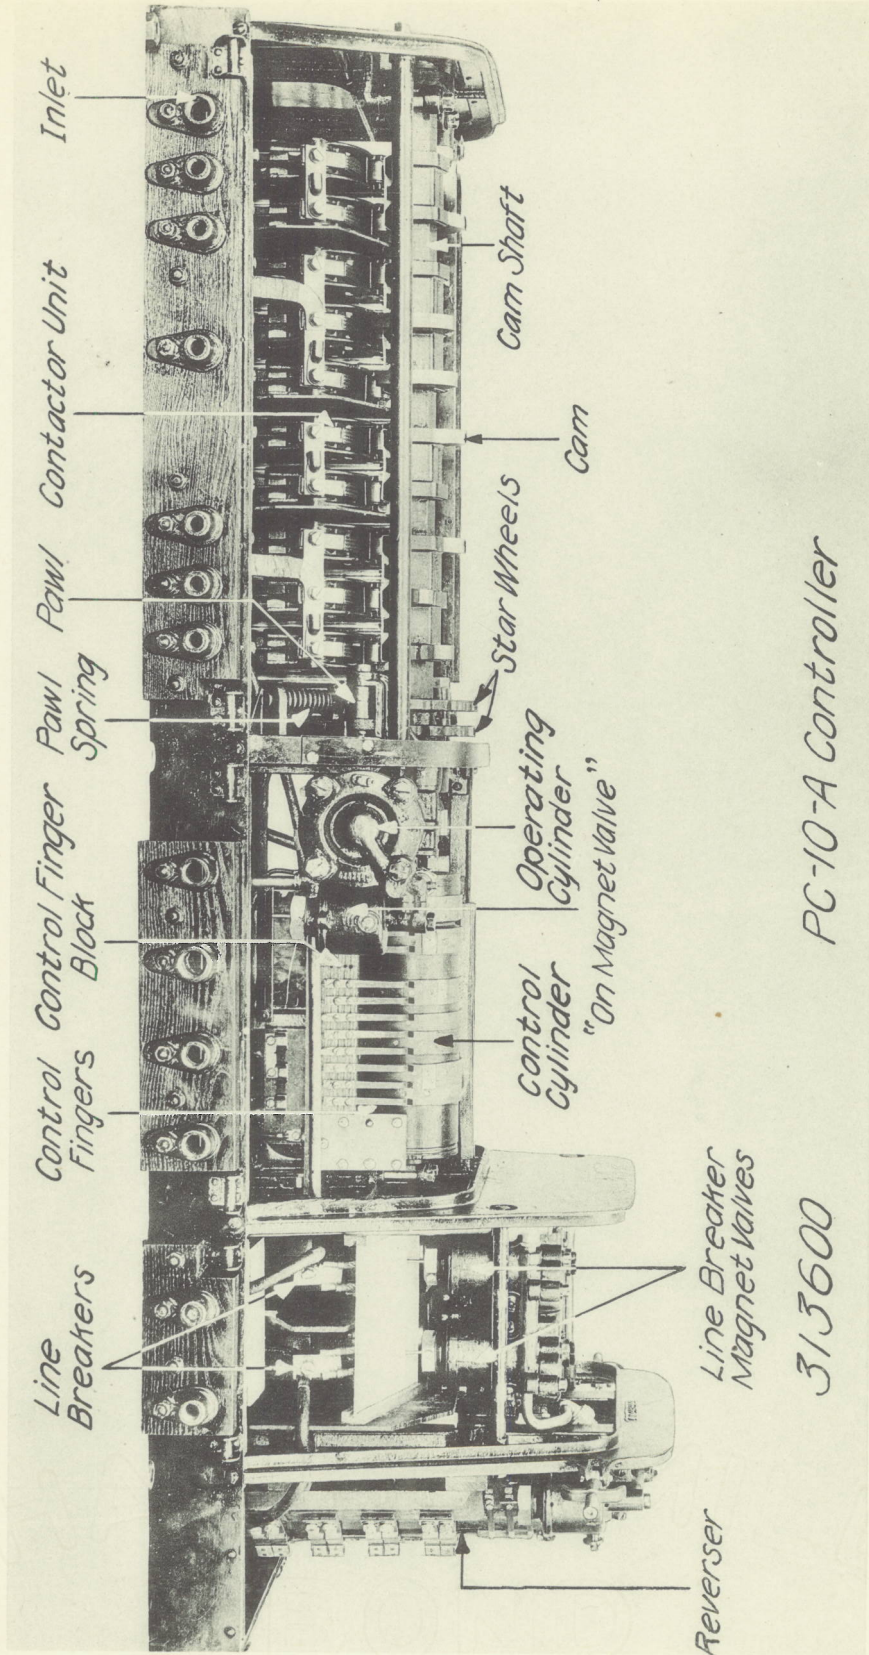 Line
Breakers
Control
Fingers
Control Finger
Block
Pawl
Spring
Pawl
Contactor Unit
Inlet
Reverser
Line Breaker
Magnet Valves
Control
Cylinder
"On Magnet Valve"
Operating
Cylinder
Star Wheels
Cam
Cam Shaft
313600
PC-10-A Controller